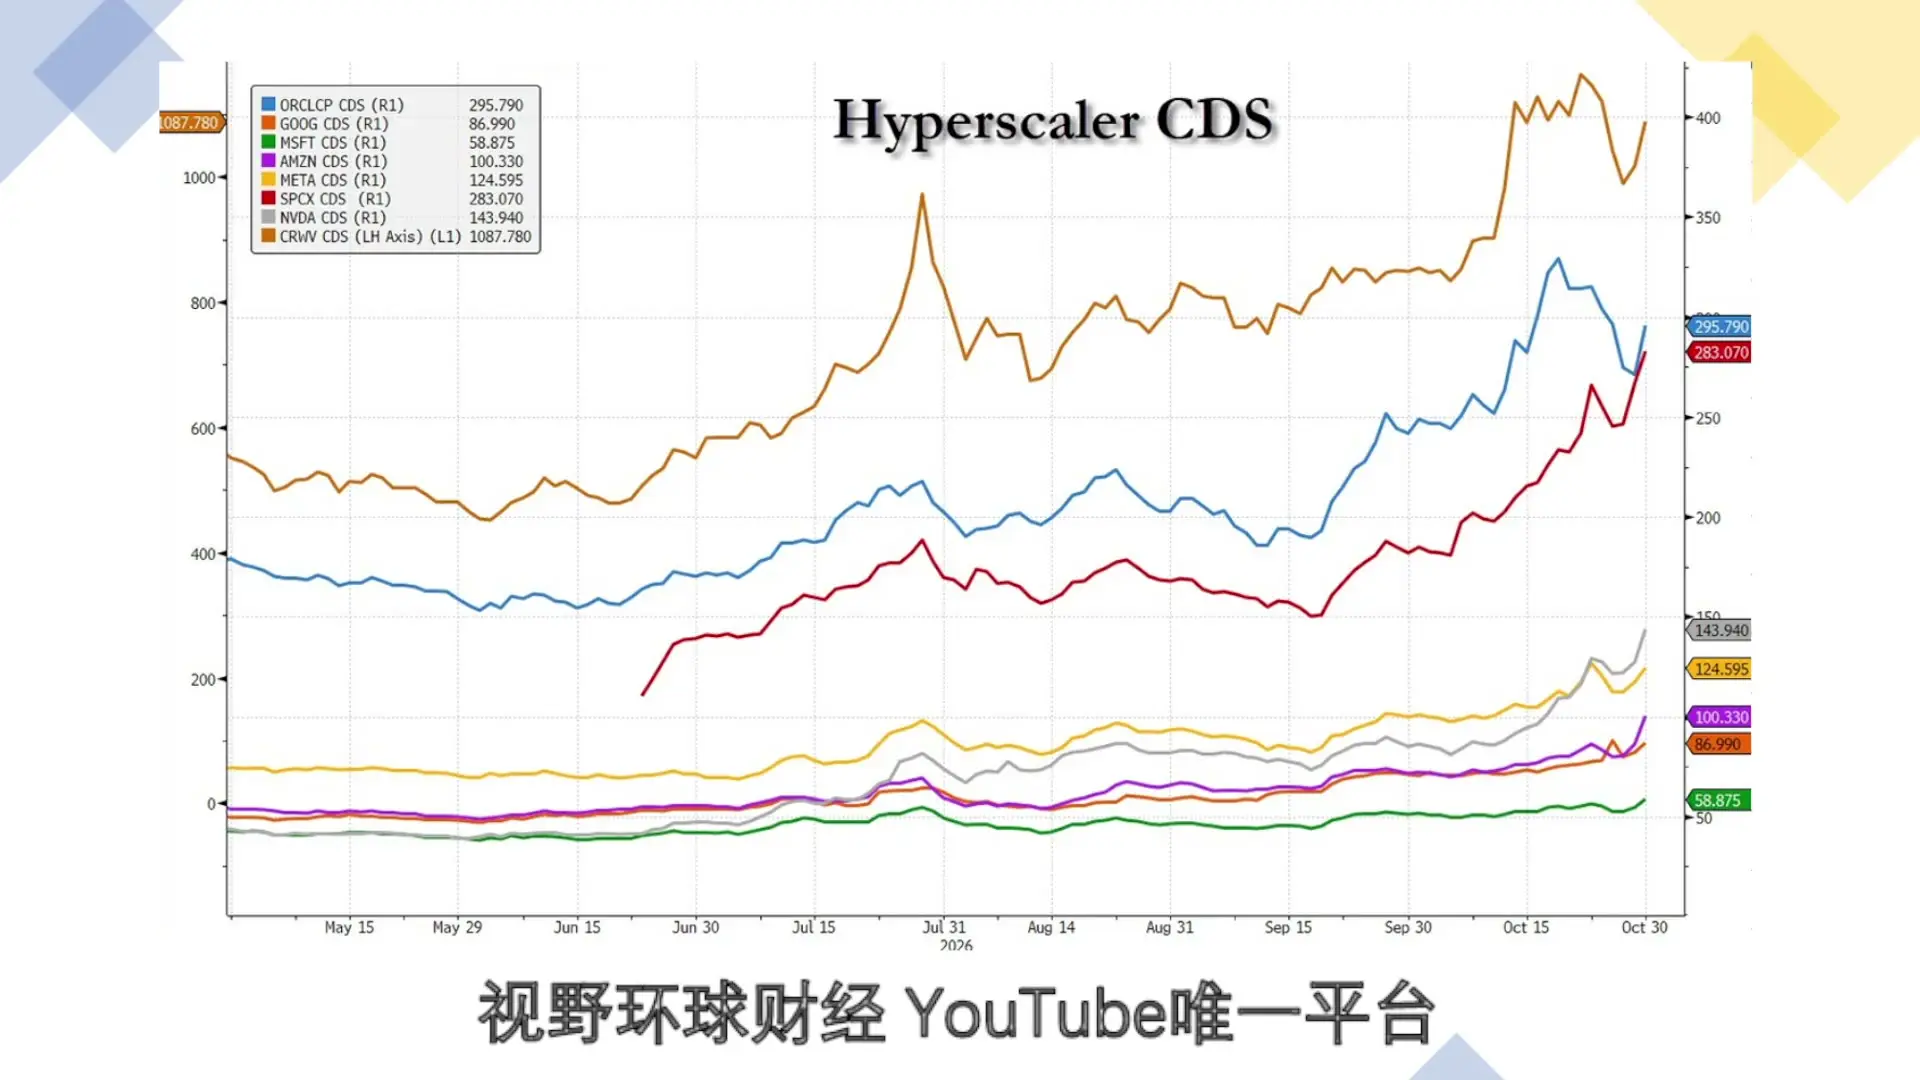 Hyperscaler CDS
ORCLCP CDS (R1) 295.790
GOOG CDS (R1) 86.990
MSFT CDS (R1) 58.875
AMZN CDS (R1) 100.330
META CDS (R1) 124.595
SPCX CDS (R1) 283.070
NVDA CDS (R1) 143.940
CRWV CDS (LH Axis) (L1) 1087.780
1087.780
1000
800
600
400
200
0
400
350
300
295.790
283.070
250
200
150
143.940
124.595
100.330
86.990
58.875
50
May 15 May 29 Jun 15 Jun 30 Jul 15 Jul 31 Aug 14 Aug 31 Sep 15 Sep 30 Oct 15 Oct 30
2026
视野环球财经 YouTube唯一平台